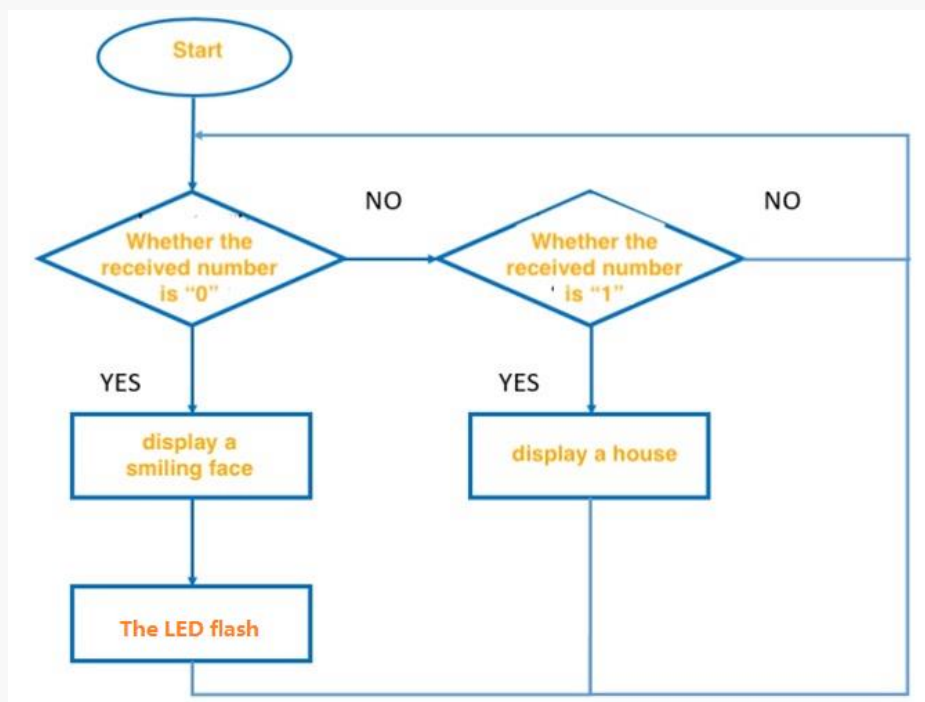 Start
NO
NO
Whether the
received number
is “0”
Whether the
received number
is “1”
YES
YES
display a
smiling face
display a house
The LED flash